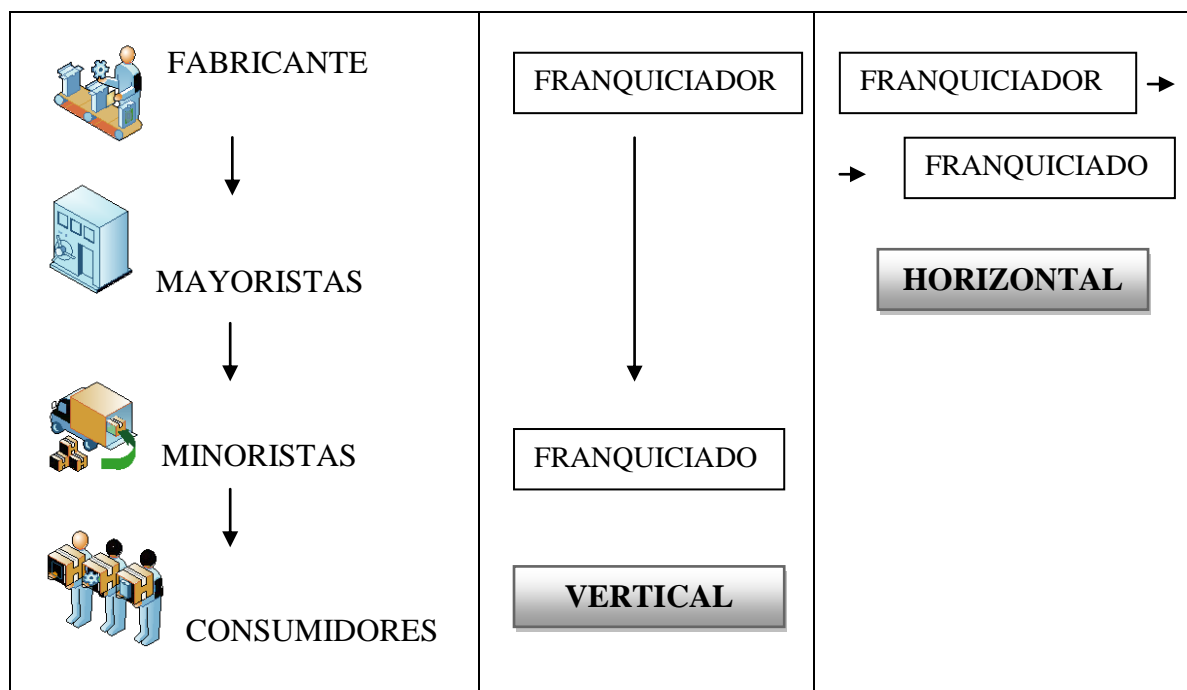 FABRICANTE
MAYORISTAS
MINORISTAS
CONSUMIDORES
FRANQUICIADOR
FRANQUICIADO
VERTICAL
FRANQUICIADOR
FRANQUICIADO
HORIZONTAL